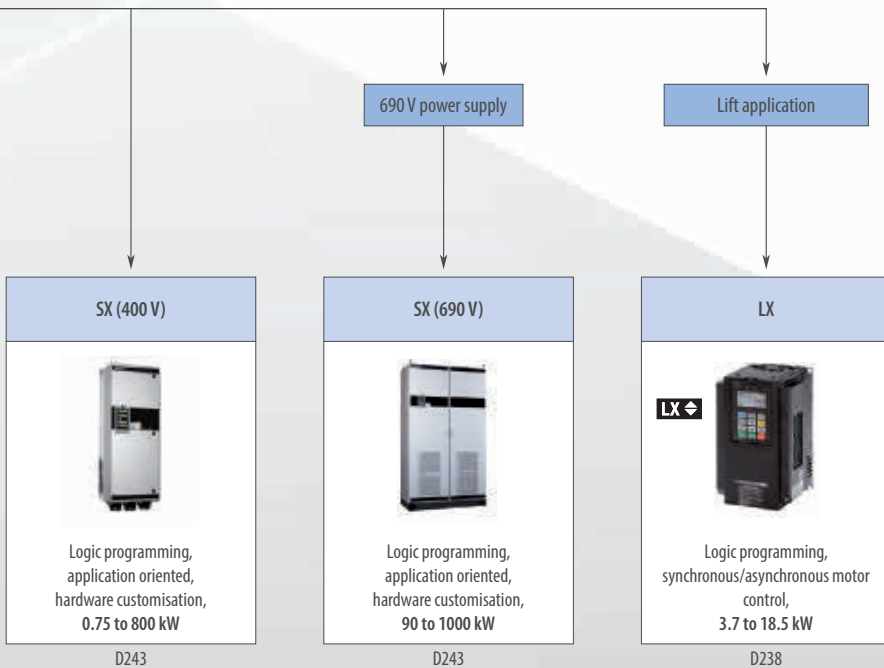 690 V power supply
Lift application
SX (400 V)
SX (690 V)
LX
LX
Logic programming,
application oriented,
hardware customisation,
0.75 to 800 kW
Logic programming,
application oriented,
hardware customisation,
90 to 1000 kW
Logic programming,
synchronous/asynchronous motor
control,
3.7 to 18.5 kW
D243
D243
D238